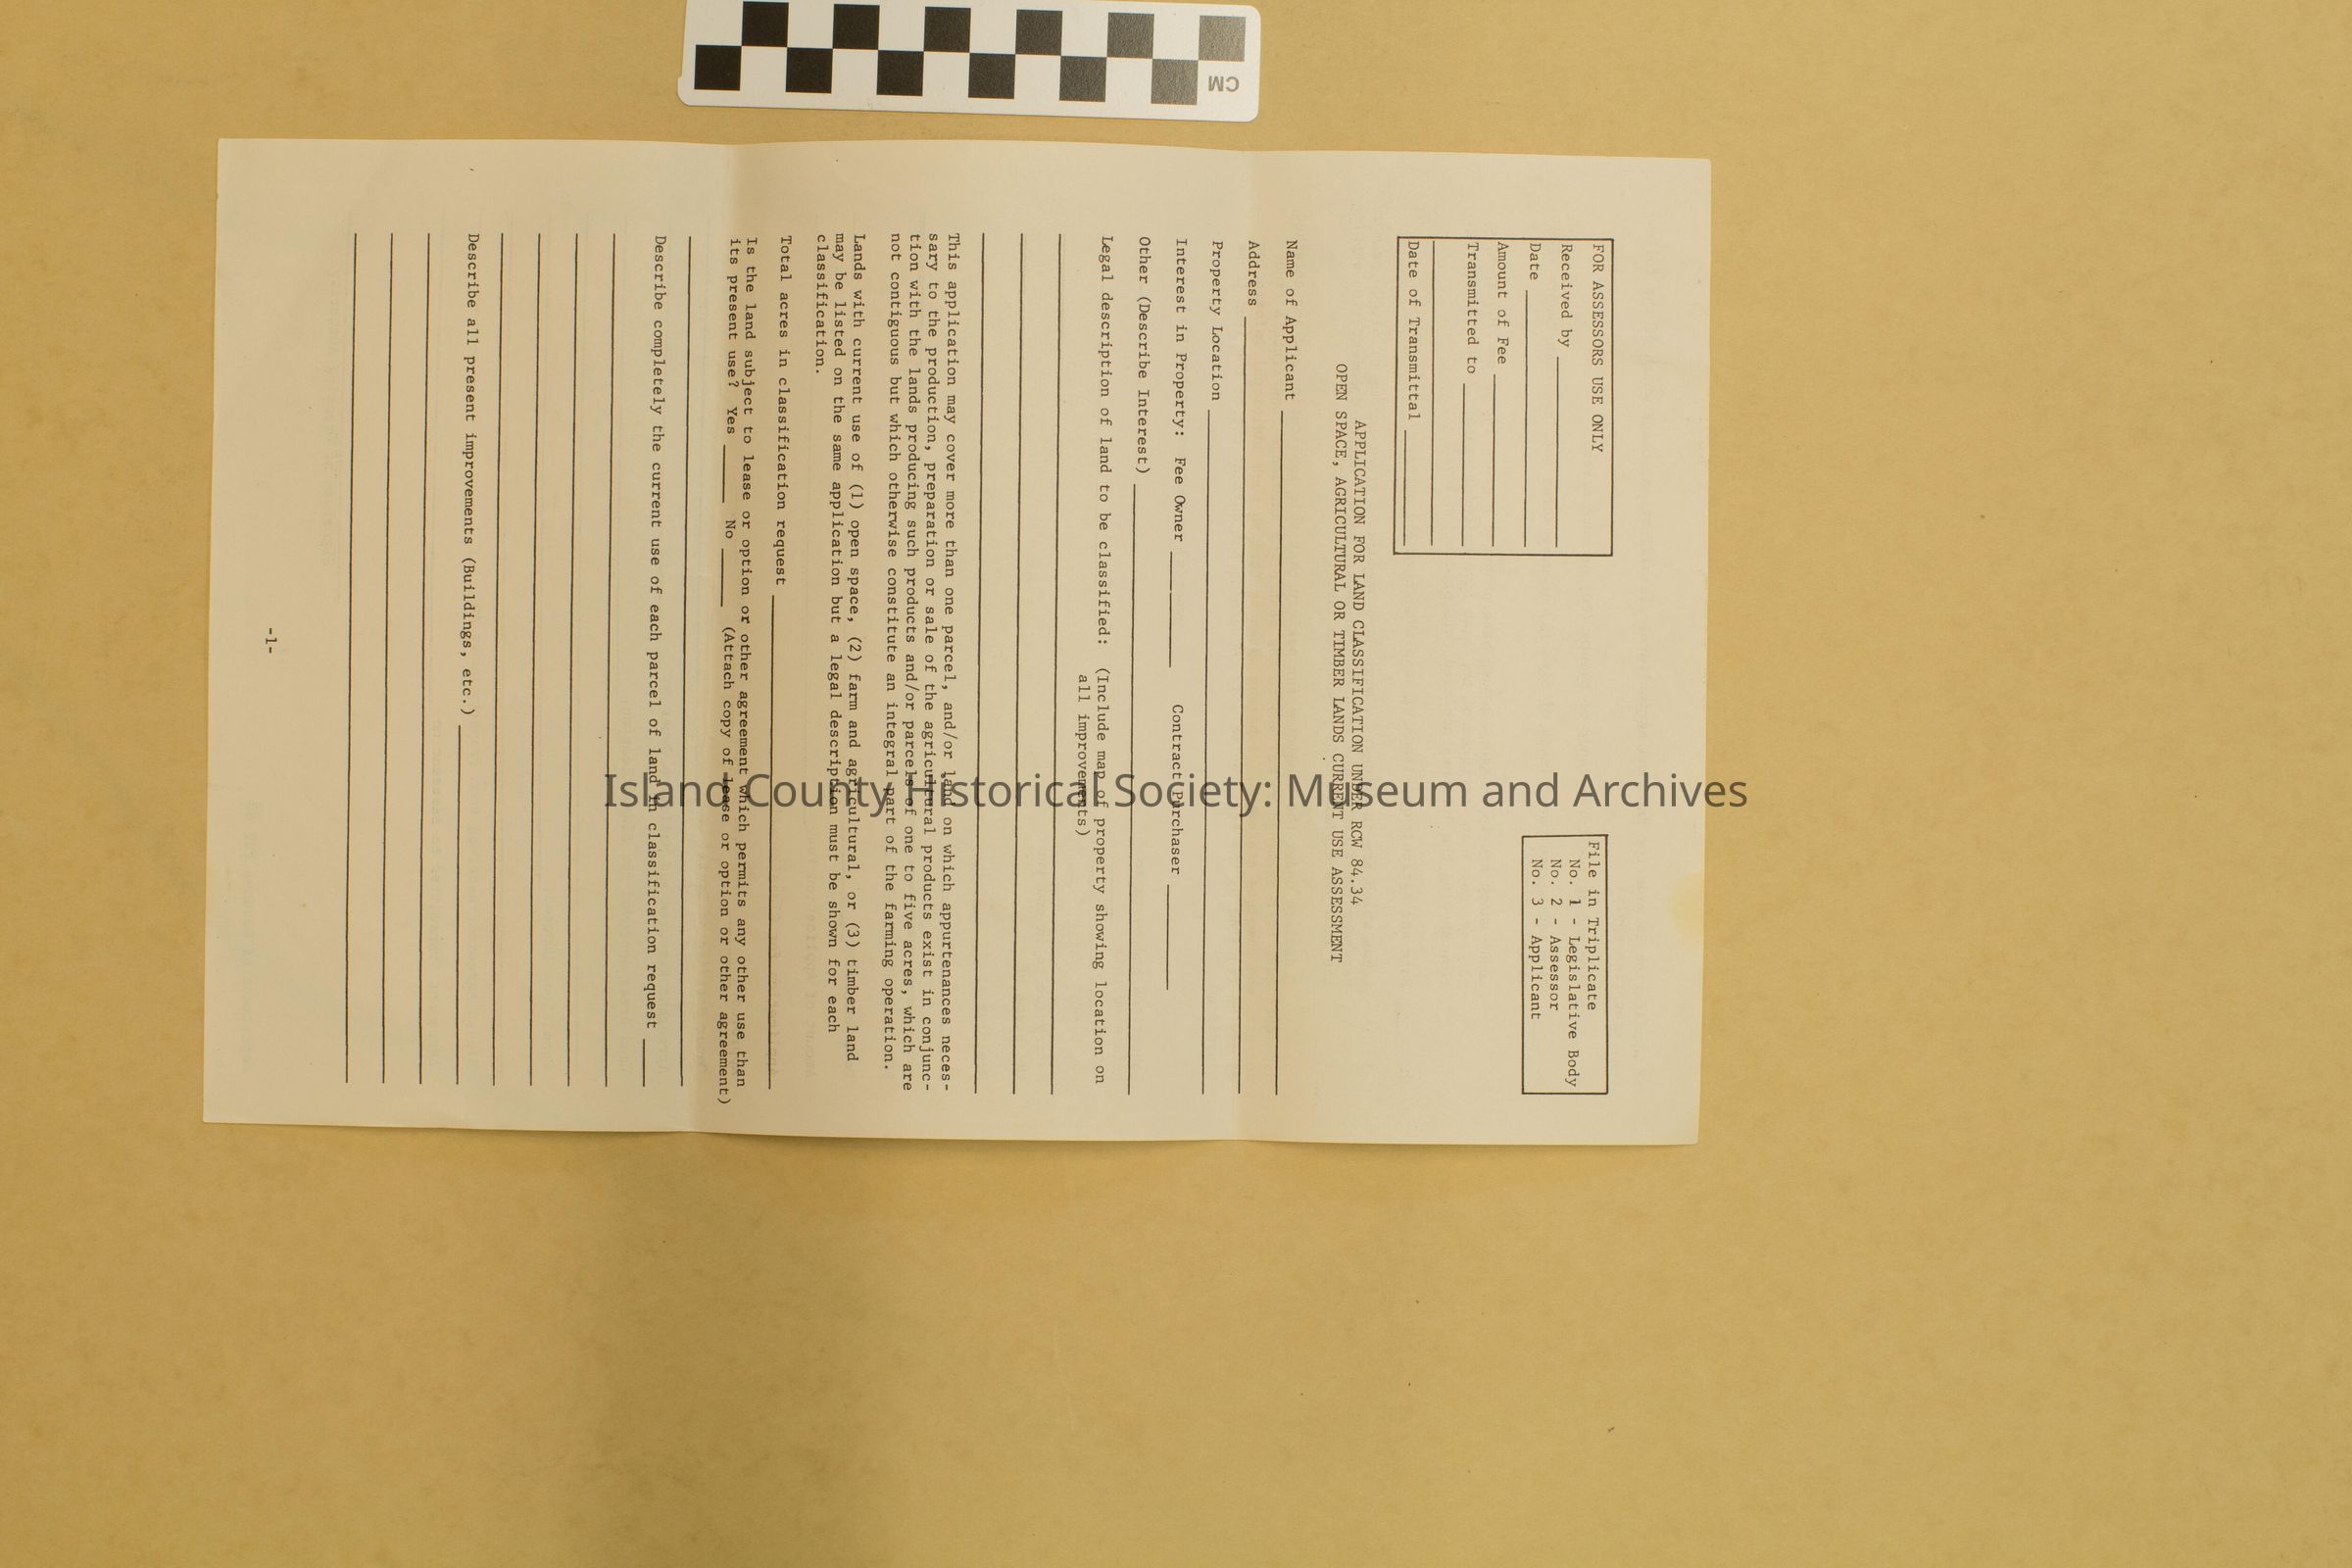 FOR ASSESSORS USE ONLY
Received by
Date
Amount of Fee
Transmitted to
Date of Transmittal
File in Triplicate
No. 1 - Legislative Body
No. 2 - Assessor
No. 3 - Applicant
APPLICATION FOR LAND CLASSIFICATION UNDER RCW 84.34
OPEN SPACE, AGRICULTURAL OR TIMBER LANDS CURRENT USE ASSESSMENT
Name of Applicant
Address
Property Location
Interest in Property: Fee Owner Contract Purchaser
Other (Describe Interest)
Legal description of land to be classified: (Include map of property showing location on
all improvements)
This application may cover more than one parcel, and/or land on which appurtenances neces-
sary to the production, preparation or sale of the agricultural products exist in conjunc-
tion with the lands producing such products and/or parcels of one to five acres, which are
not contiguous but which otherwise constitute an integral part of the farming operation.
Lands with current use of (1) open space, (2) farm and agricultural, or (3) timber land
may be listed on the same application but a legal description must be shown for each
classification.
Total acres in classification request
Is the land subject to lease or option or other agreement which permits any other use than
its present use? Yes No (Attach copy of lease or option or other agreement)
Describe completely the current use of each parcel of land in classification request
Describe all present improvements (Buildings, etc.)
-1-
CM
Island County Historical Society: Museum and Archives